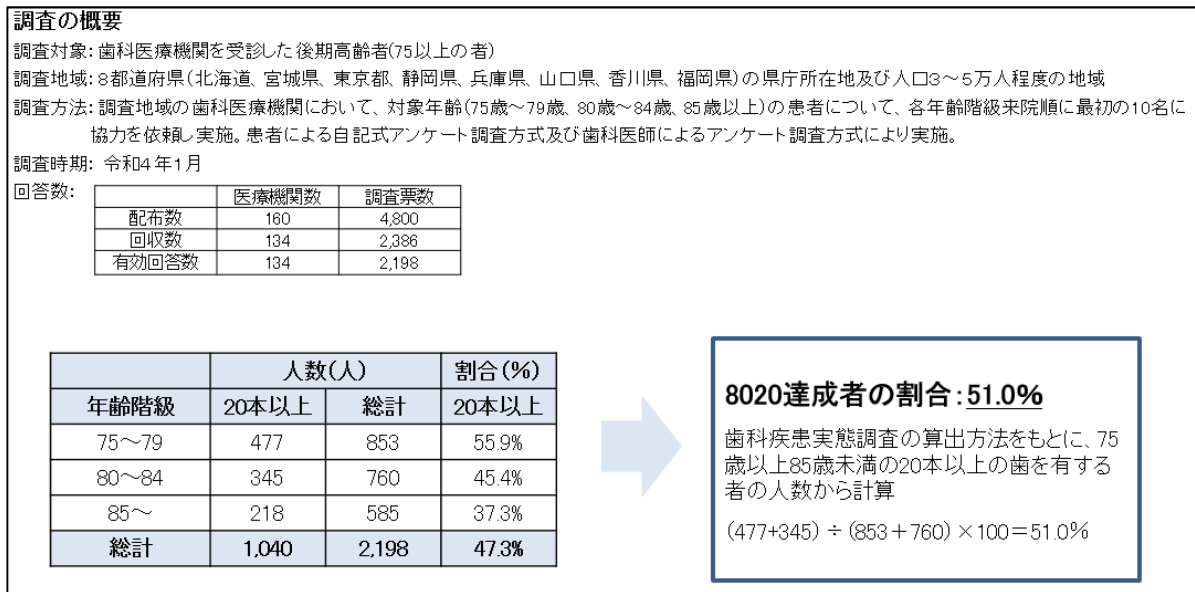 調査の概要
調査対象：歯科医療機関を受診した後期高齢者(75以上の者)
調査地域：8都道府県(北海道、宮城県、東京都、静岡県、兵庫県、山口県、香川県、福岡県)の県庁所在地及び人口3～5万人程度の地域
調査方法：調査地域の歯科医療機関において、対象年齢(75歳～79歳、80歳～84歳、85歳以上)の患者について、各年齢階級来院順に最初の10名に
協力を依頼し実施。患者による自記式アンケート調査方式及び歯科医師によるアンケート調査方式により実施。
調査時期： 令和4年1月
回答数：
医療機関数 調査票数
配布数 160 4,800
回収数 134 2,386
有効回答数 134 2,198
人数(人) 割合(%)
年齢階級 20本以上 総計 20本以上
75～79 477 853 55.9%
80～84 345 760 45.4%
85～ 218 585 37.3%
総計 1,040 2,198 47.3%
8020達成者の割合：51.0%
歯科疾患実態調査の算出方法をもとに、75
歳以上85歳未満の20本以上の歯を有する
者の人数から計算
(477+345)÷(853＋760)×100＝51.0%